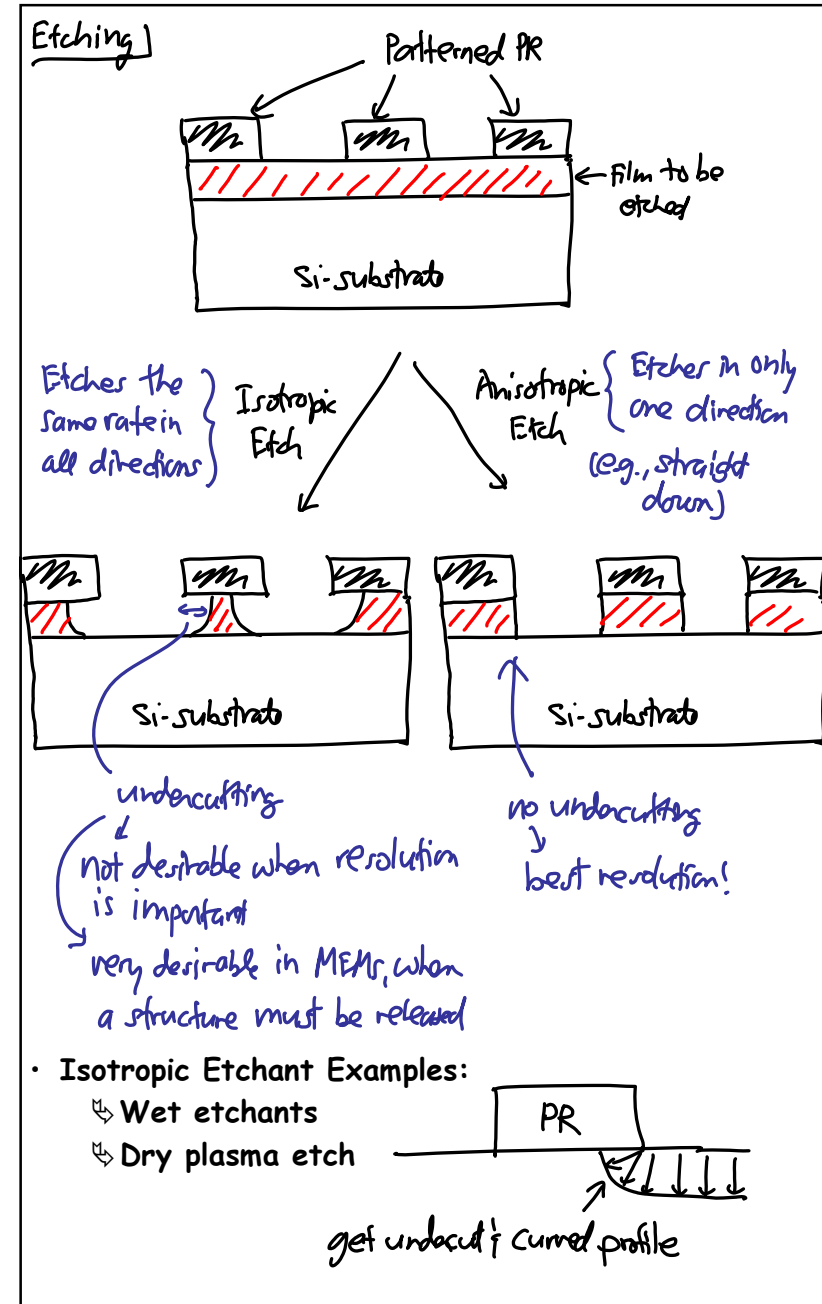 Etching
Patterned PR
Film to be
etched
Si-substrate
Etches the
same rate in
all directions
Isotropic
Etch
Anisotropic
Etch
Etches in only
one direction
(e.g., straight
down)
Si-substrate
Si-substrate
undercutting
not desirable when resolution
is important
very desirable in MEMs, when
a structure must be released
no undercutting
best resolution!
· Isotropic Etchant Examples:
Wet etchants
Dry plasma etch
PR
get undercut & curved profile